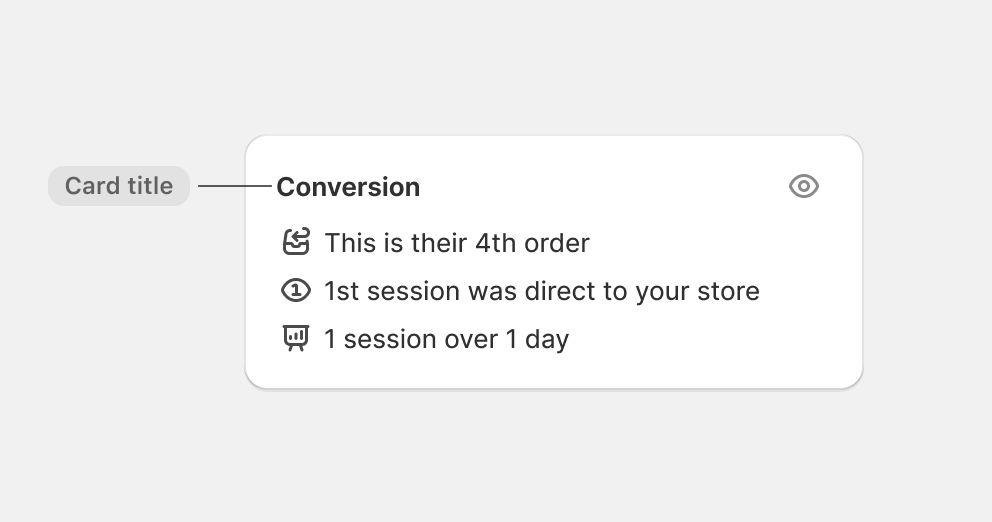 Card title
Conversion
This is their 4th order
1st session was direct to your store
1 session over 1 day